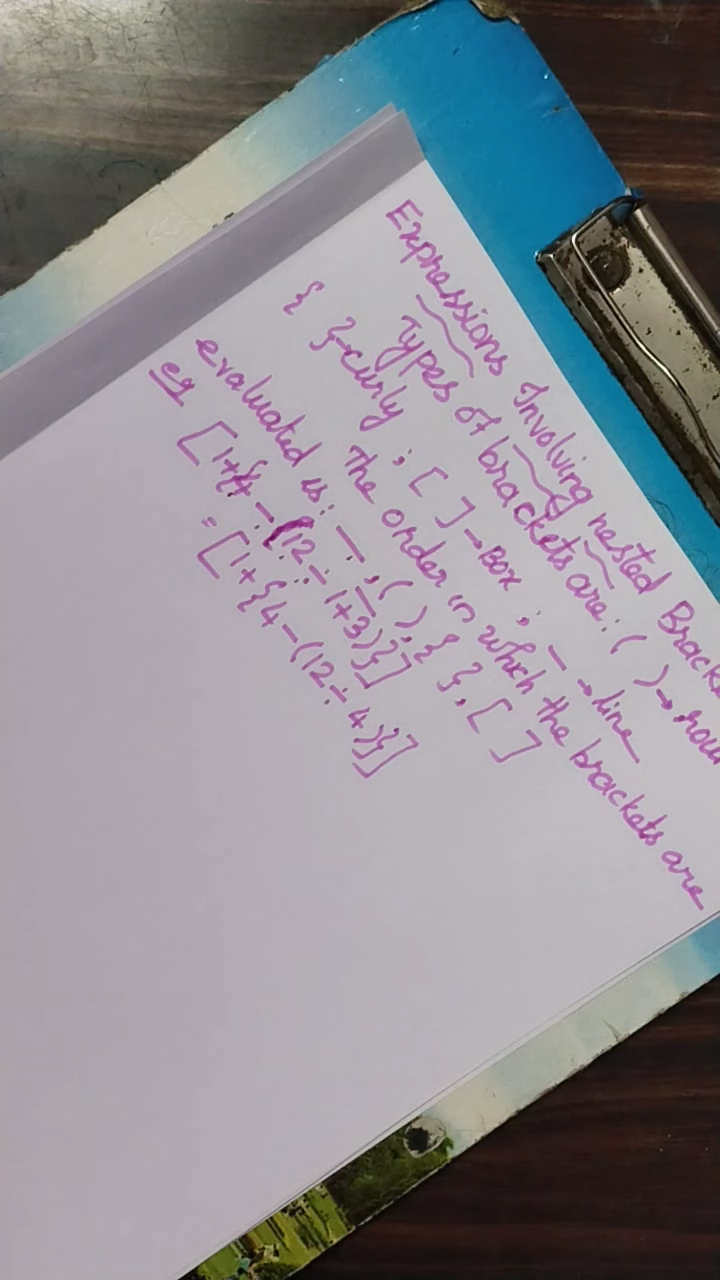 Expressions Involving nested Brack
Types of brackets are: ( ) → rou
{ } - curly ; [ ] → Box ; — → line
The order in which the brackets are
evaluated is: — , ( ), { }, [ ]
eg [1+{4-(12÷1+3)}]
= [1+{4-(12÷4)}]